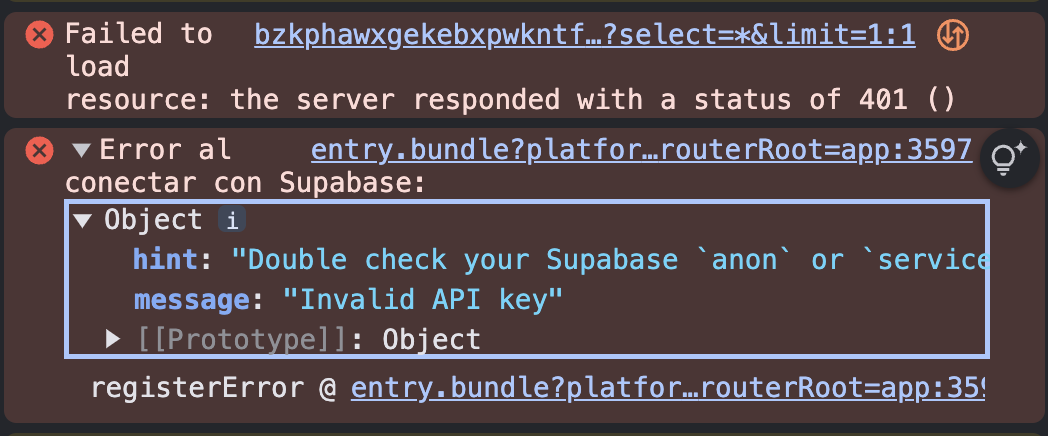 Failed to load bzkphawxgekebxpwkntf…?select=*&limit=1:1
resource: the server responded with a status of 401 ()
Error al entry.bundle?platfor…routerRoot=app:3597
conectar con Supabase:
Object i
hint: "Double check your Supabase `anon` or `service
message: "Invalid API key"
[[Prototype]]: Object
registerError @ entry.bundle?platfor…routerRoot=app:359